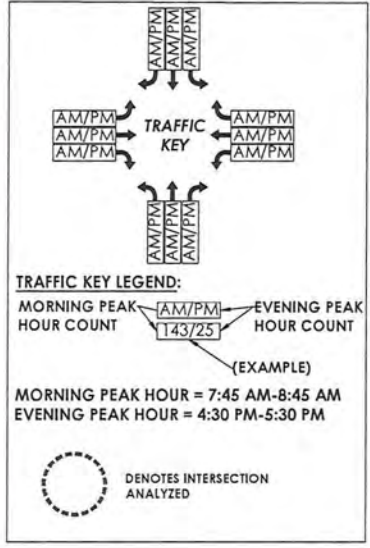 AM/PM
AM/PM
AM/PM
AM/PM
AM/PM
AM/PM
TRAFFIC
KEY
AM/PM
AM/PM
AM/PM
AM/PM
AM/PM
AM/PM
TRAFFIC KEY LEGEND:
MORNING PEAK AM/PM EVENING PEAK
HOUR COUNT 143/25 HOUR COUNT
(EXAMPLE)
MORNING PEAK HOUR = 7:45 AM-8:45 AM
EVENING PEAK HOUR = 4:30 PM-5:30 PM
DENOTES INTERSECTION
ANALYZED